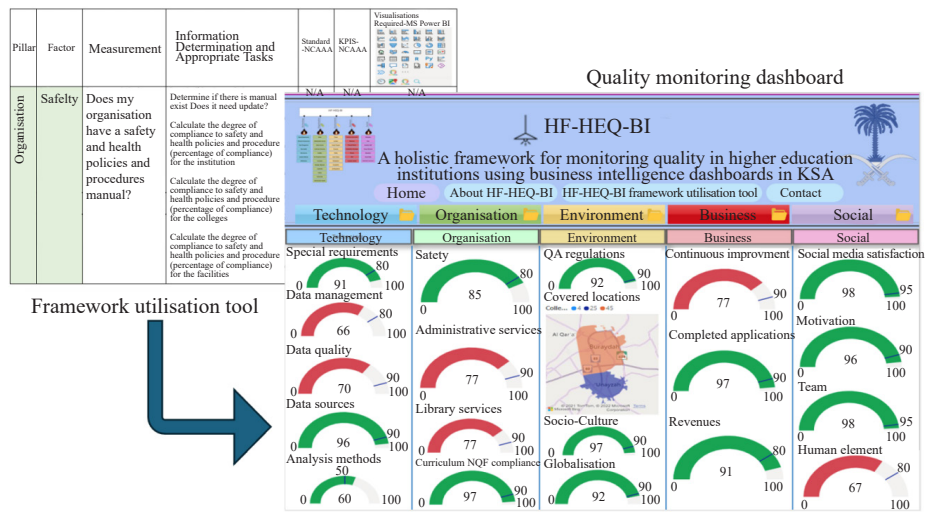 Pillar
Factor
Measurement
Information
Determination and
Appropriate Tasks
Standard
-NCAAA
KPIS-
NCAAA
Visualisations
Required-MS Power BI
N/A
N/A
N/A
Organisation
Safelty
Does my
organisation
have a safety
and health
policies and
procedures
manual?
Determine if there is manual
exist Does it need update?
Calculate the degree of
compliance to safety and
health policies and procedure
(percentage of compliance)
for the institution
Calculate the degree of
compliance to safety and
health policies and procedure
(percentage of compliance)
for the colleges
Calculate the degree of
compliance to safety and
health policies and procedure
(percentage of compliance)
for the facilities
Framework utilisation tool
Quality monitoring dashboard
HF-HEQ-BI
A holistic framework for monitoring quality in higher education
institutions using business intelligence dashboards in KSA
Home
About HF-HEQ-BI
HF-HEQ-BI framework utilisation tool
Contact
Technology
Organisation
Environment
Business
Social
Technology
Organisation
Environment
Business
Social
Special requirements
80
91
0
100
Data management
80
66
0
100
Data quality
90
70
0
100
Data sources
90
96
0
100
Analysis methods
50
60
0
100
Satety
80
85
0
100
Administrative services
90
77
0
100
Library services
90
77
0
100
Curriculum NQF compliance
90
97
0
100
QA regulations
90
92
0
100
Covered locations
Colle... 4 25 45
Al Qara
Buraydah
Unayzah
Socio-Culture
90
97
0
100
Globalisation
90
92
0
100
Continuous improvment
90
77
0
100
Completed applications
90
97
0
100
Revenues
80
91
0
100
Social media satisfaction
95
98
0
100
Motivation
90
96
0
100
Team
95
98
0
100
Human element
80
67
0
100